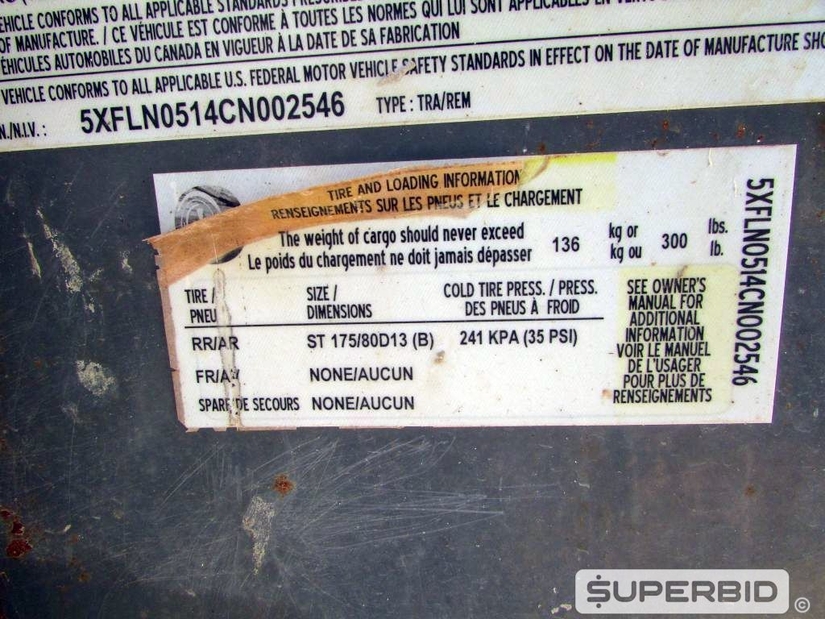 VEHICLE CONFORMS TO ALL APPLICABLE STANDARDS
OF MANUFACTURE. / CE VÉHICULE EST CONFORME À TOUTES LES NORMES QUI LUI SONT APPLICABLES EN
VÉHICULES AUTOMOBILES DU CANADA EN VIGUEUR À LA DATE DE SA FABRICATION
VEHICLE CONFORMS TO ALL APPLICABLE U.S. FEDERAL MOTOR VEHICLE SAFETY STANDARDS IN EFFECT ON THE DATE OF MANUFACTURE
N./N.I.V.: 5XFLN0514CN002546 TYPE : TRA/REM
TIRE AND LOADING INFORMATION
RENSEIGNEMENTS SUR LES PNEUS ET LE CHARGEMENT
The weight of cargo should never exceed
Le poids du chargement ne doit jamais dépasser
136 kg or
kg ou
300 lbs.
lb.
TIRE /
PNEU
SIZE /
DIMENSIONS
COLD TIRE PRESS. / PRESS.
DES PNEUS À FROID
RR/AR ST 175/80D13 (B) 241 KPA (35 PSI)
FR/AV NONE/AUCUN
SPARE/DE SECOURS NONE/AUCUN
SEE OWNER'S
MANUAL FOR
ADDITIONAL
INFORMATION
VOIR LE MANUEL
DE L'USAGER
POUR PLUS DE
RENSEIGNEMENTS
5XFLN0514CN002546
$UPERBID ©